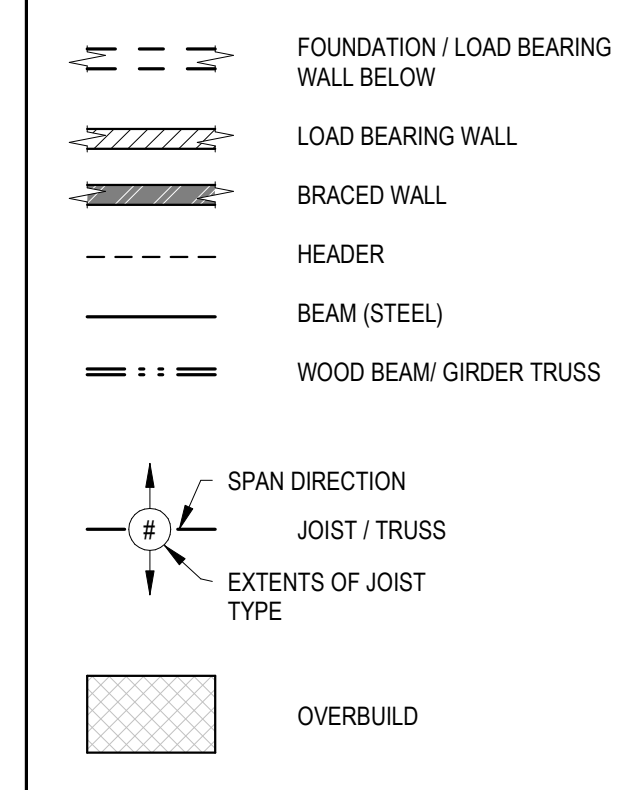 FOUNDATION / LOAD BEARING
WALL BELOW
LOAD BEARING WALL
BRACED WALL
HEADER
BEAM (STEEL)
WOOD BEAM/ GIRDER TRUSS
SPAN DIRECTION
#
JOIST / TRUSS
EXTENTS OF JOIST
TYPE
OVERBUILD